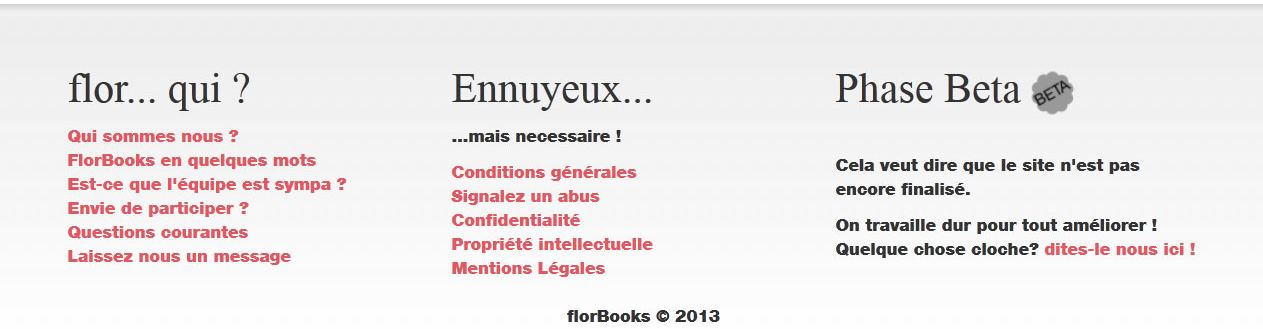 flor... qui ?
Qui sommes nous ?
FlorBooks en quelques mots
Est-ce que l'équipe est sympa ?
Envie de participer ?
Questions courantes
Laissez nous un message
Ennuyeux...
...mais necessaire !
Conditions générales
Signalez un abus
Confidentialité
Propriété intellectuelle
Mentions Légales
Phase Beta BETA
Cela veut dire que le site n'est pas
encore finalisé.
On travaille dur pour tout améliorer !
Quelque chose cloche? dites-le nous ici !
florBooks © 2013